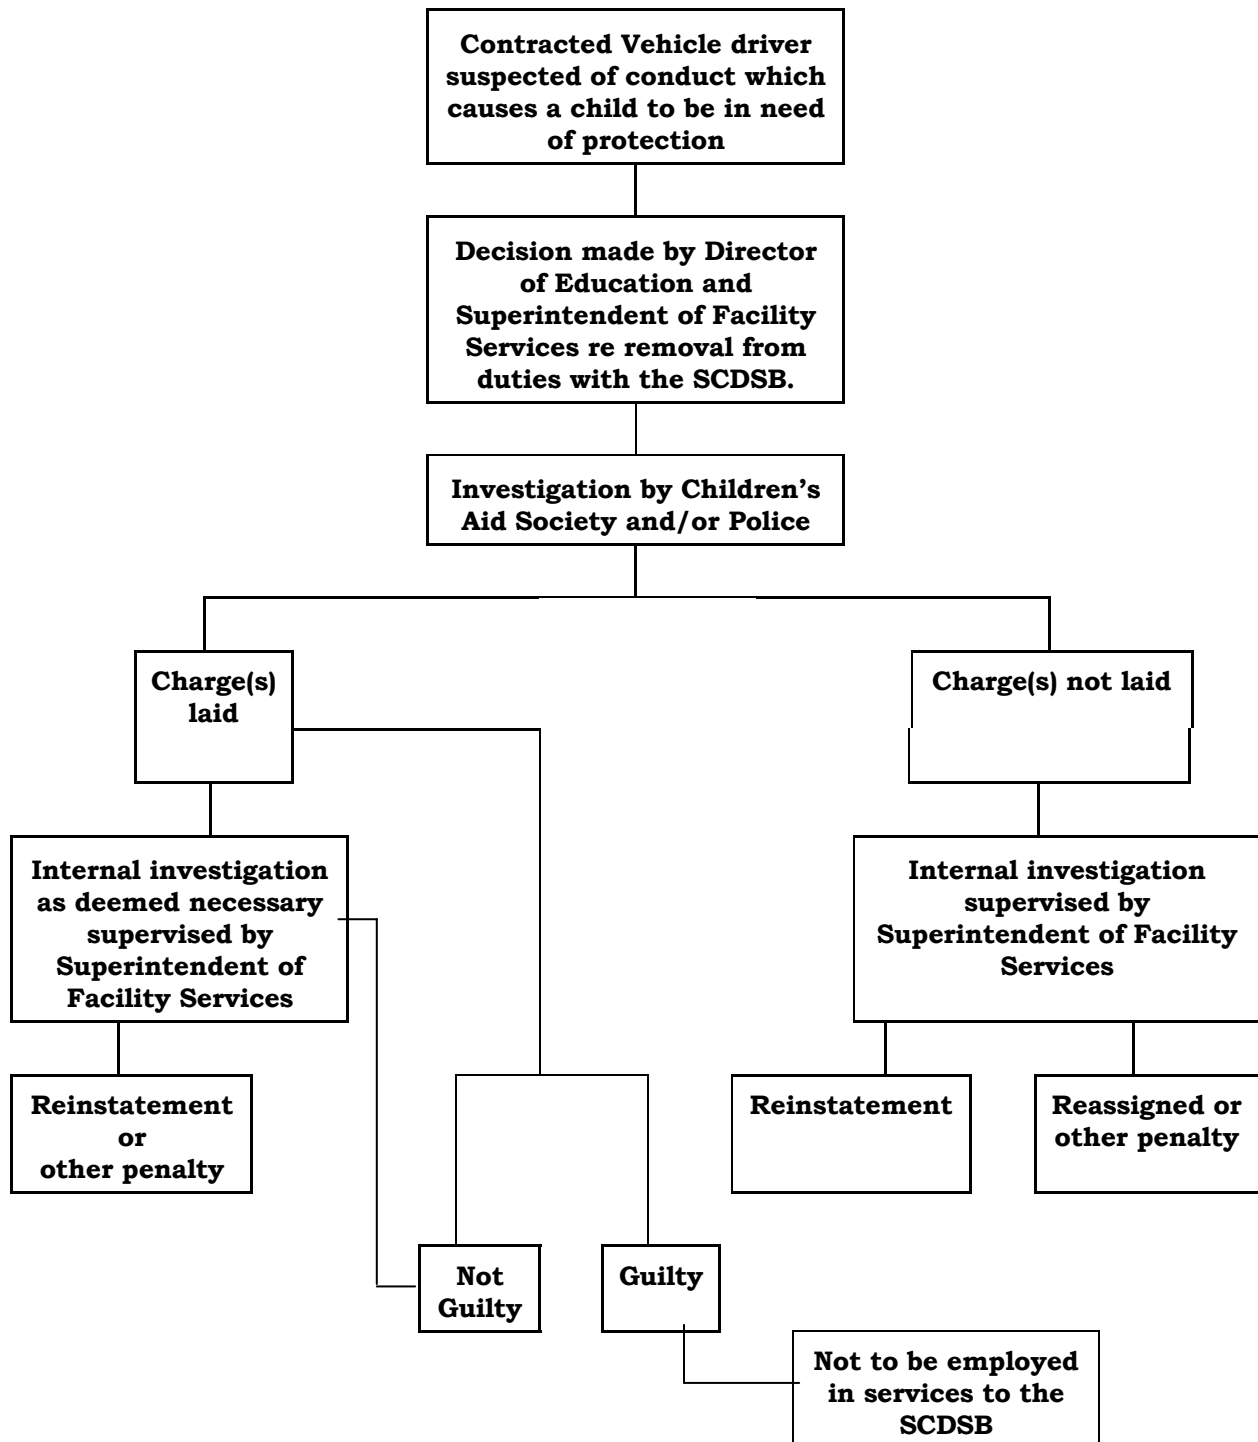 Contracted Vehicle driver
suspected of conduct which
causes a child to be in need
of protection
Decision made by Director
of Education and
Superintendent of Facility
Services re removal from
duties with the SCDSB.
Investigation by Children’s
Aid Society and/or Police
Charge(s)
laid
Charge(s) not laid
Internal investigation
as deemed necessary
supervised by
Superintendent of
Facility Services
Internal investigation
supervised by
Superintendent of Facility
Services
Reinstatement
or
other penalty
Reinstatement
Reassigned or
other penalty
Not
Guilty
Guilty
Not to be employed
in services to the
SCDSB